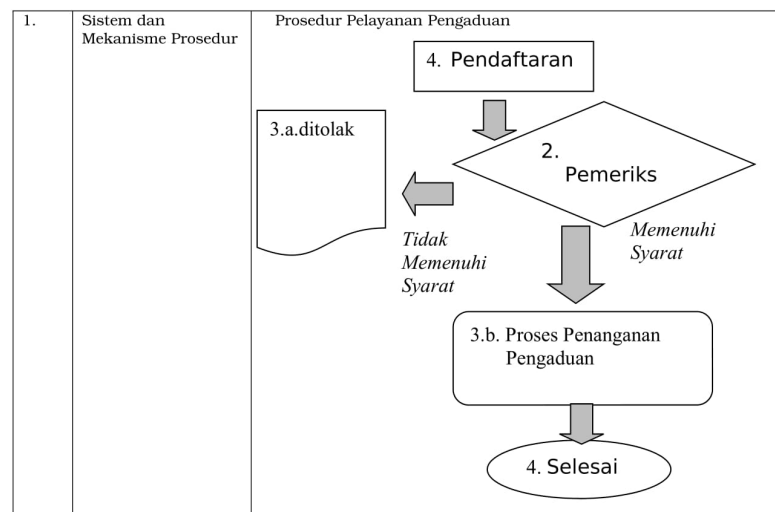 1.
Sistem dan
Mekanisme Prosedur
Prosedur Pelayanan Pengaduan
4. Pendaftaran
2.
Pemeriks
3.a.ditolak
Tidak
Memenuhi
Syarat
Memenuhi
Syarat
3.b. Proses Penanganan
Pengaduan
4. Selesai